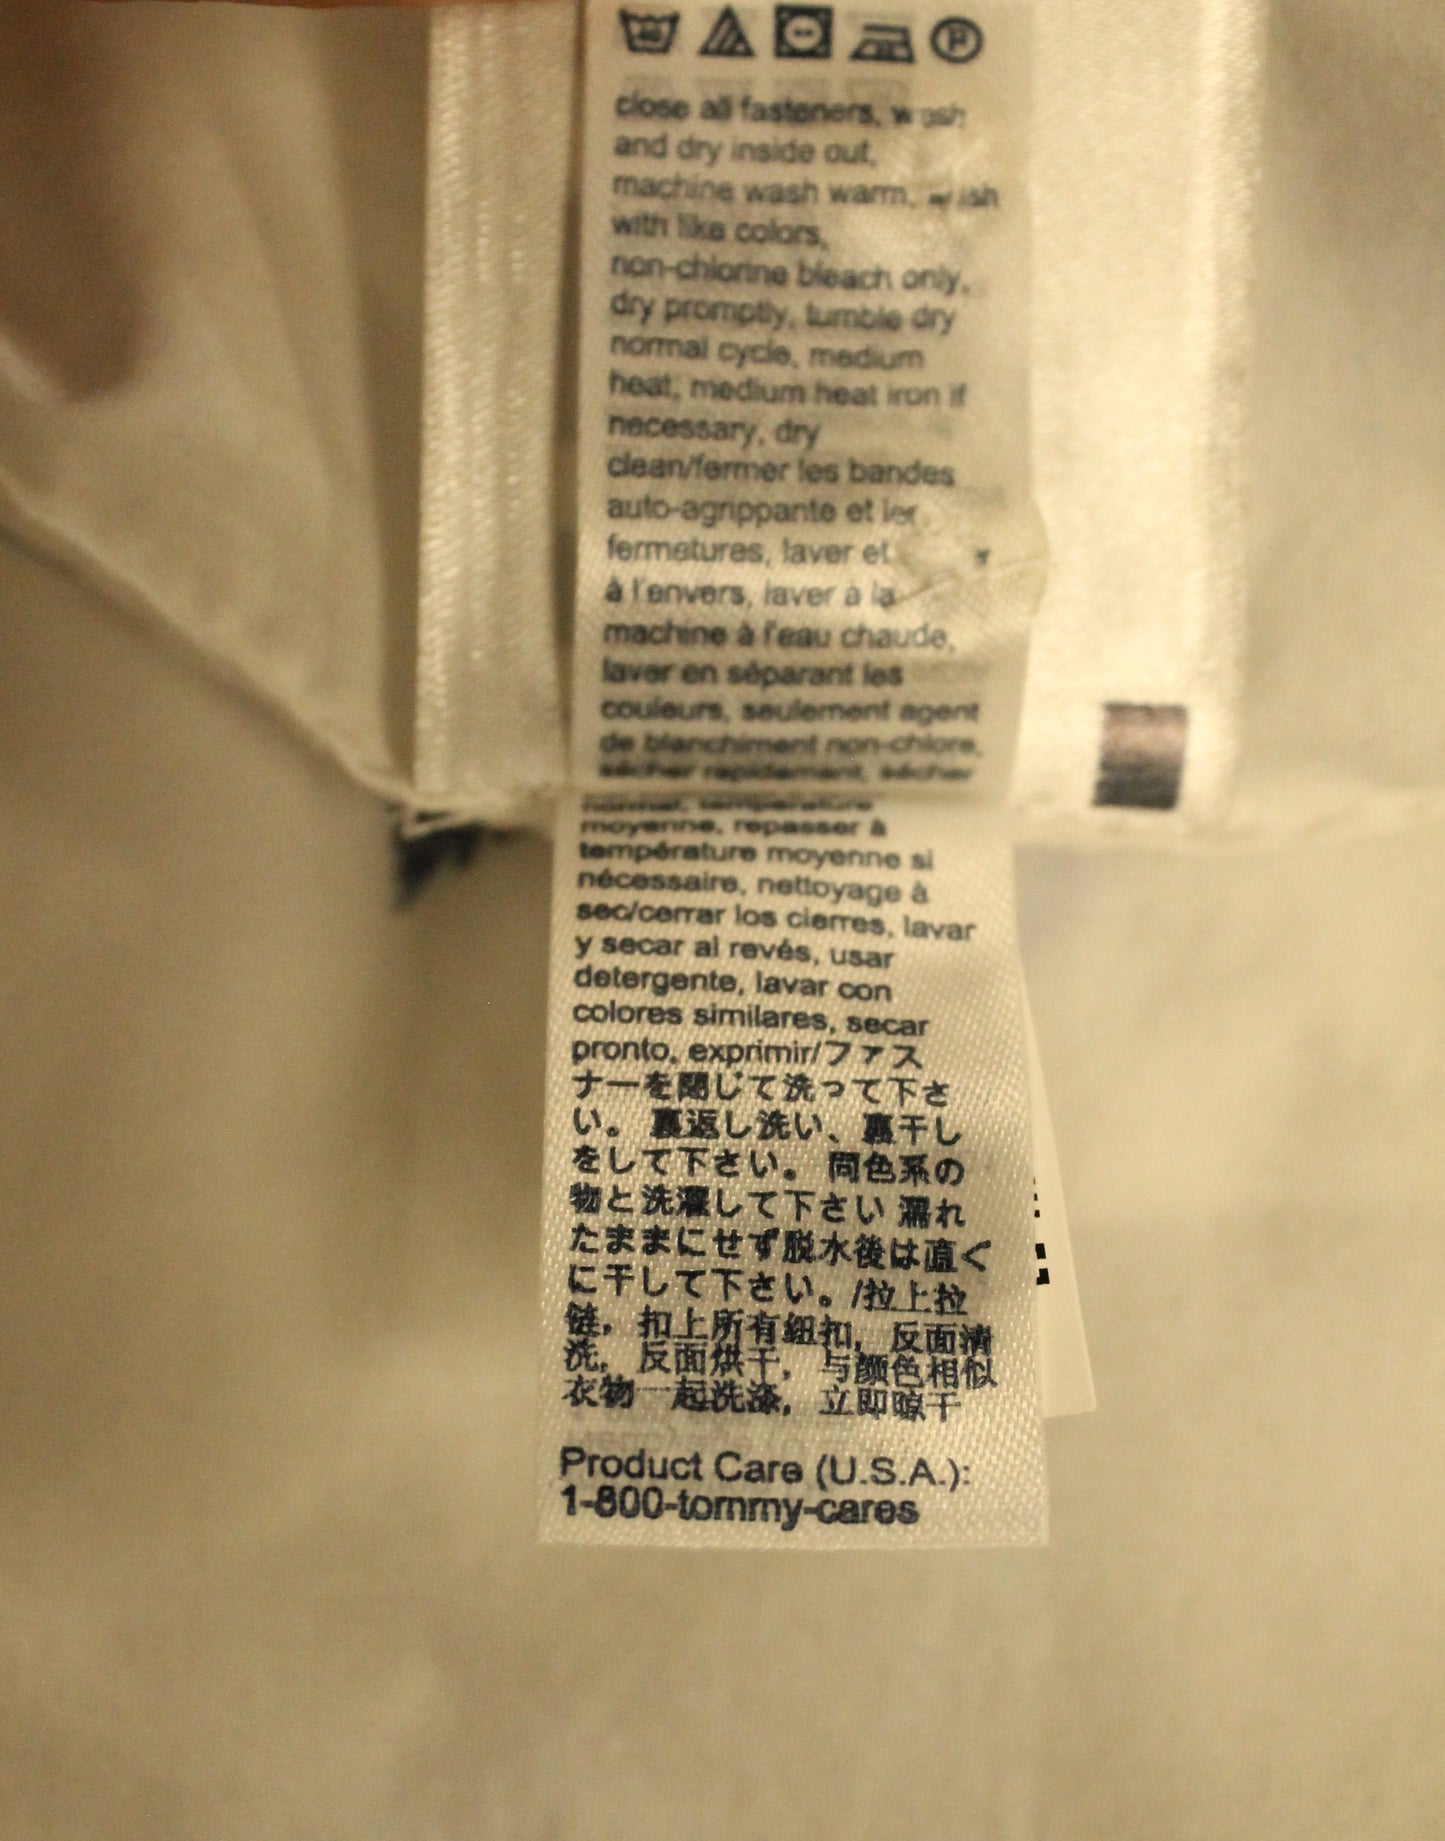 close all fasteners, wash
and dry inside out,
machine wash warm, wash
with like colors,
non-chlorine bleach only,
dry promptly, tumble dry
normal cycle, medium
heat, medium heat iron if
necessary, dry
clean/fermer les bandes
auto-agrippante et ler
fermetures, laver et
à l'envers, laver à la
machine à l'eau chaude,
laver en séparant les
couleurs, seulement agent
de blanchiment non-chlore,
sécher rapidement, sécher
normal, température
moyenne, repasser à
température moyenne si
nécessaire, nettoyage à
sec/cerrar los cierres, lavar
y secar al revés, usar
detergente, lavar con
colores similares, secar
pronto, exprimir/ファス
ナーを閉じて洗って下さ
い。 裏返し洗い、裏干し
をして下さい。 同色系の
物と洗濯して下さい 濡れ
たままにせず脱水後は直ぐ
に干して下さい。/拉上拉
链，扣上所有纽扣，反面清
洗，反面烘干，与颜色相似
衣物一起洗涤，立即晾干
Product Care (U.S.A.):
1-800-tommy-cares